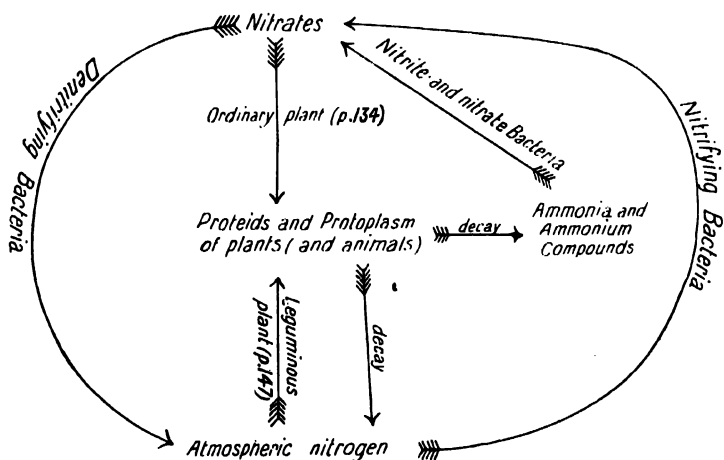 Nitrates
Denitrifying Bacteria
Nitrite and nitrate Bacteria
Nitrifying Bacteria
Ordinary plant (p.134)
Proteids and Protoplasm
of plants (and animals)
decay
Ammonia and
Ammonium
Compounds
Leguminous
plant (p.147)
decay
Atmospheric nitrogen